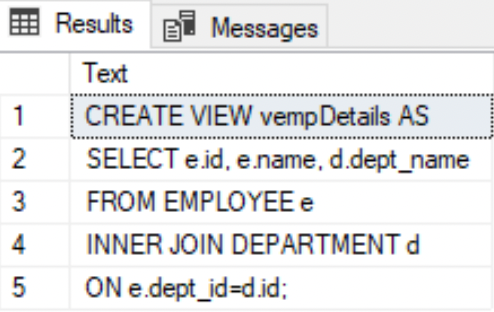 Results Messages
Text
1 CREATE VIEW vempDetails AS
2 SELECT e.id, e.name, d.dept_name
3 FROM EMPLOYEE e
4 INNER JOIN DEPARTMENT d
5 ON e.dept_id=d.id;